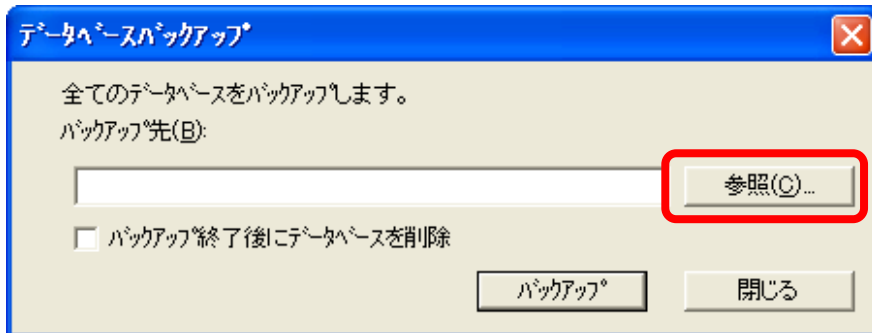 ﾃﾞｰﾀﾍﾞｰｽﾊﾞｯｸｱｯﾌﾟ
全てのﾃﾞｰﾀﾍﾞｰｽをﾊﾞｯｸｱｯﾌﾟします。
ﾊﾞｯｸｱｯﾌﾟ先(B):
参照(C)...
ﾊﾞｯｸｱｯﾌﾟ終了後にﾃﾞｰﾀﾍﾞｰｽを削除
ﾊﾞｯｸｱｯﾌﾟ 閉じる